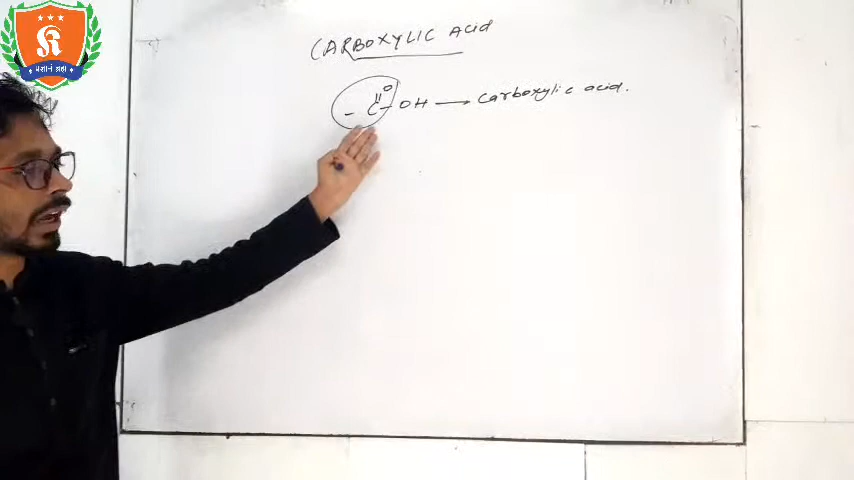 CARBOXYLIC Acid
O
- C - OH → Carboxylic acid.
K